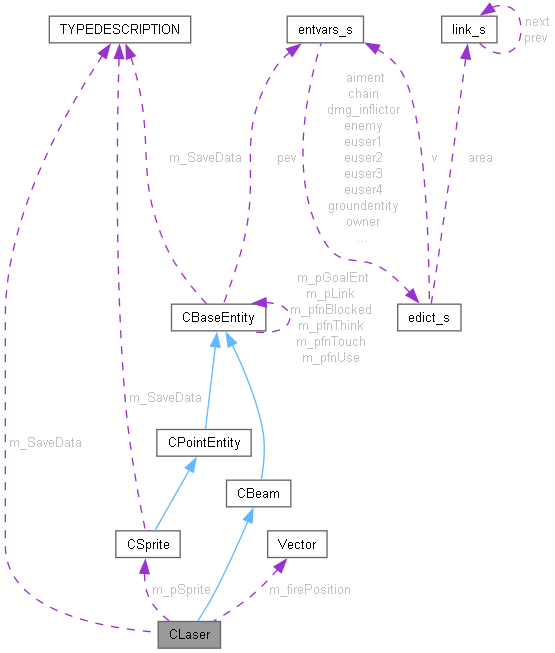 TYPEDESCRIPTION
entvars_s
link_s
next
prev
aiment
chain
dmg_inflictor
enemy
euser1
euser2
euser3
euser4
groundentity
owner
...
m_SaveData
pev
v
area
m_pGoalEnt
m_pLink
m_pfnBlocked
m_pfnThink
m_pfnTouch
m_pfnUse
CBaseEntity
edict_s
m_SaveData
CPointEntity
m_SaveData
CBeam
CSprite
Vector
m_pSprite
m_firePosition
CLaser